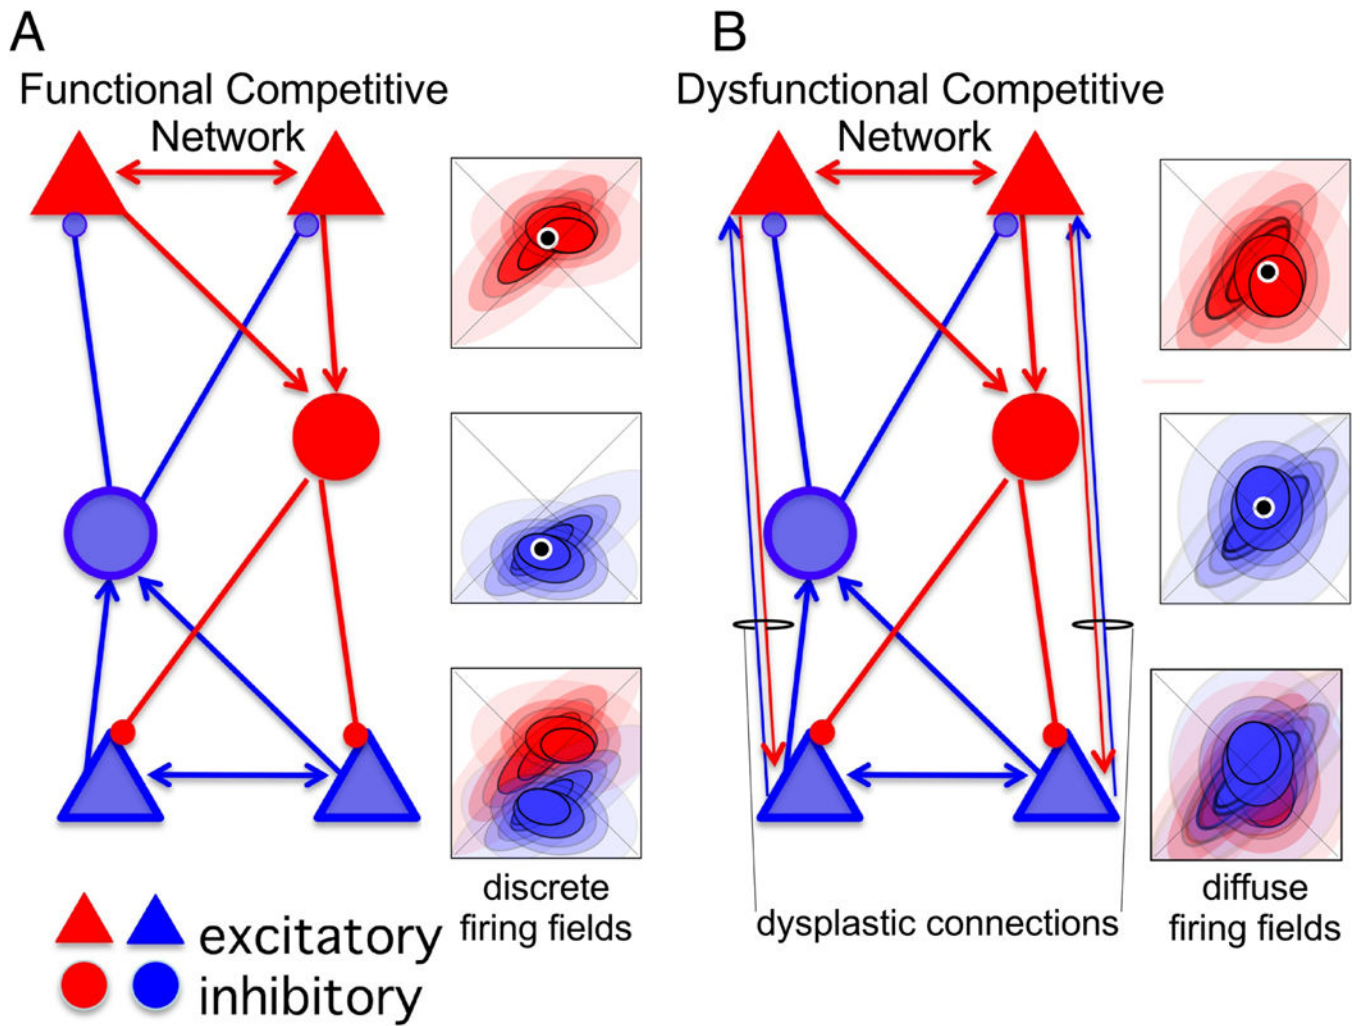 A
Functional Competitive
Network
discrete
firing fields
excitatory
inhibitory
B
Dysfunctional Competitive
Network
dysplastic connections
diffuse
firing fields